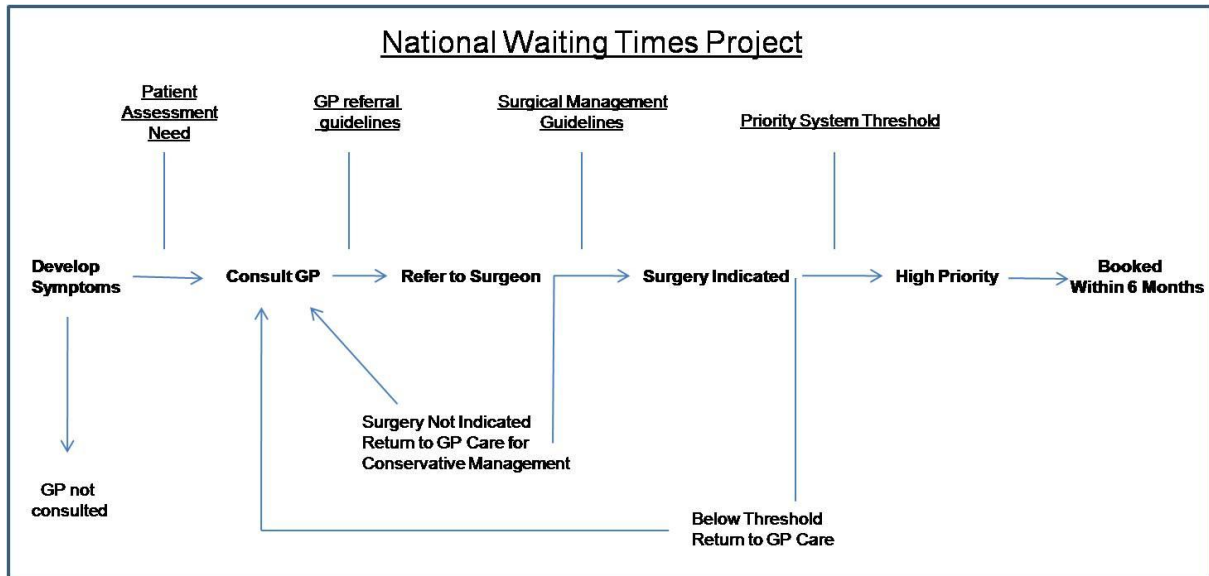 National Waiting Times Project
Patient
Assessment
Need
GP referral
guidelines
Surgical Management
Guidelines
Priority System Threshold
Develop
Symptoms
Consult GP
Refer to Surgeon
Surgery Indicated
High Priority
Booked
Within 6 Months
Surgery Not Indicated
Return to GP Care for
Conservative Management
GP not
consulted
Below Threshold
Return to GP Care